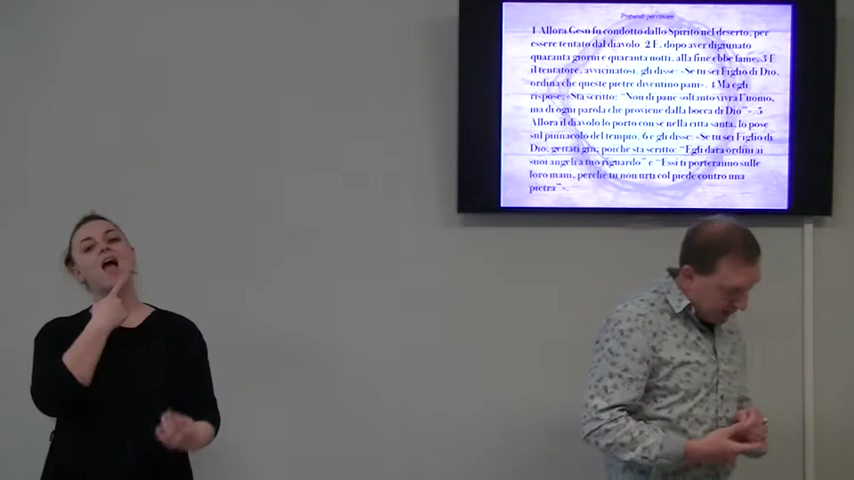 Preparati per vincere
1 Allora Gesù fu condotto dallo Spirito nel deserto, per
essere tentato dal diavolo. 2 E, dopo aver digiunato
quaranta giorni e quaranta notti, alla fine ebbe fame. 3 E
il tentatore, avvicinatosi, gli disse: «Se tu sei Figlio di Dio,
ordina che queste pietre diventino pani». 4 Ma egli
rispose: «Sta scritto: "Non di pane soltanto vivrà l'uomo,
ma di ogni parola che proviene dalla bocca di Dio"». 5
Allora il diavolo lo portò con sé nella città santa, lo pose
sul pinnacolo del tempio, 6 e gli disse: «Se tu sei Figlio di
Dio, gettati giù; poiché sta scritto: "Egli darà ordini ai
suoi angeli a tuo riguardo" e "Essi ti porteranno sulle
loro mani, perché tu non urti col piede contro una
pietra"».